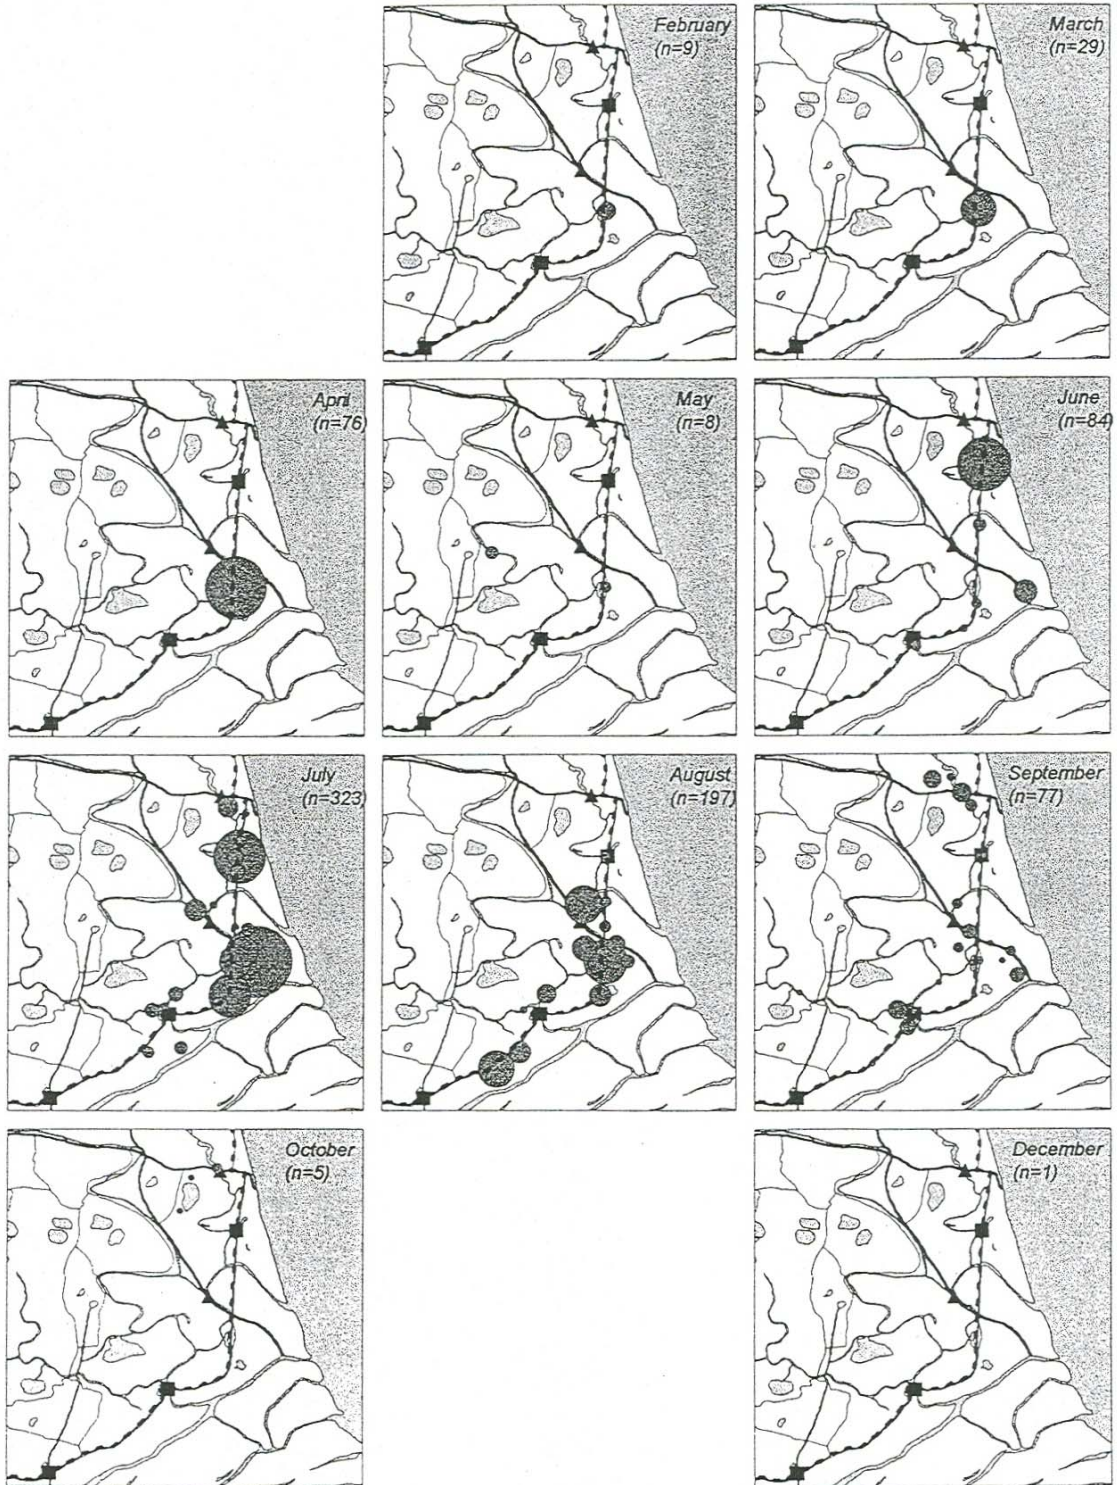 February
(n=9)
March
(n=29)
April
(n=76)
May
(n=8)
June
(n=84)
July
(n=323)
August
(n=197)
September
(n=77)
October
(n=5)
December
(n=1)